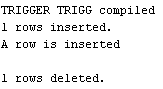 TRIGGER TRIGG compiled
1 rows inserted.
A row is inserted
1 rows deleted.